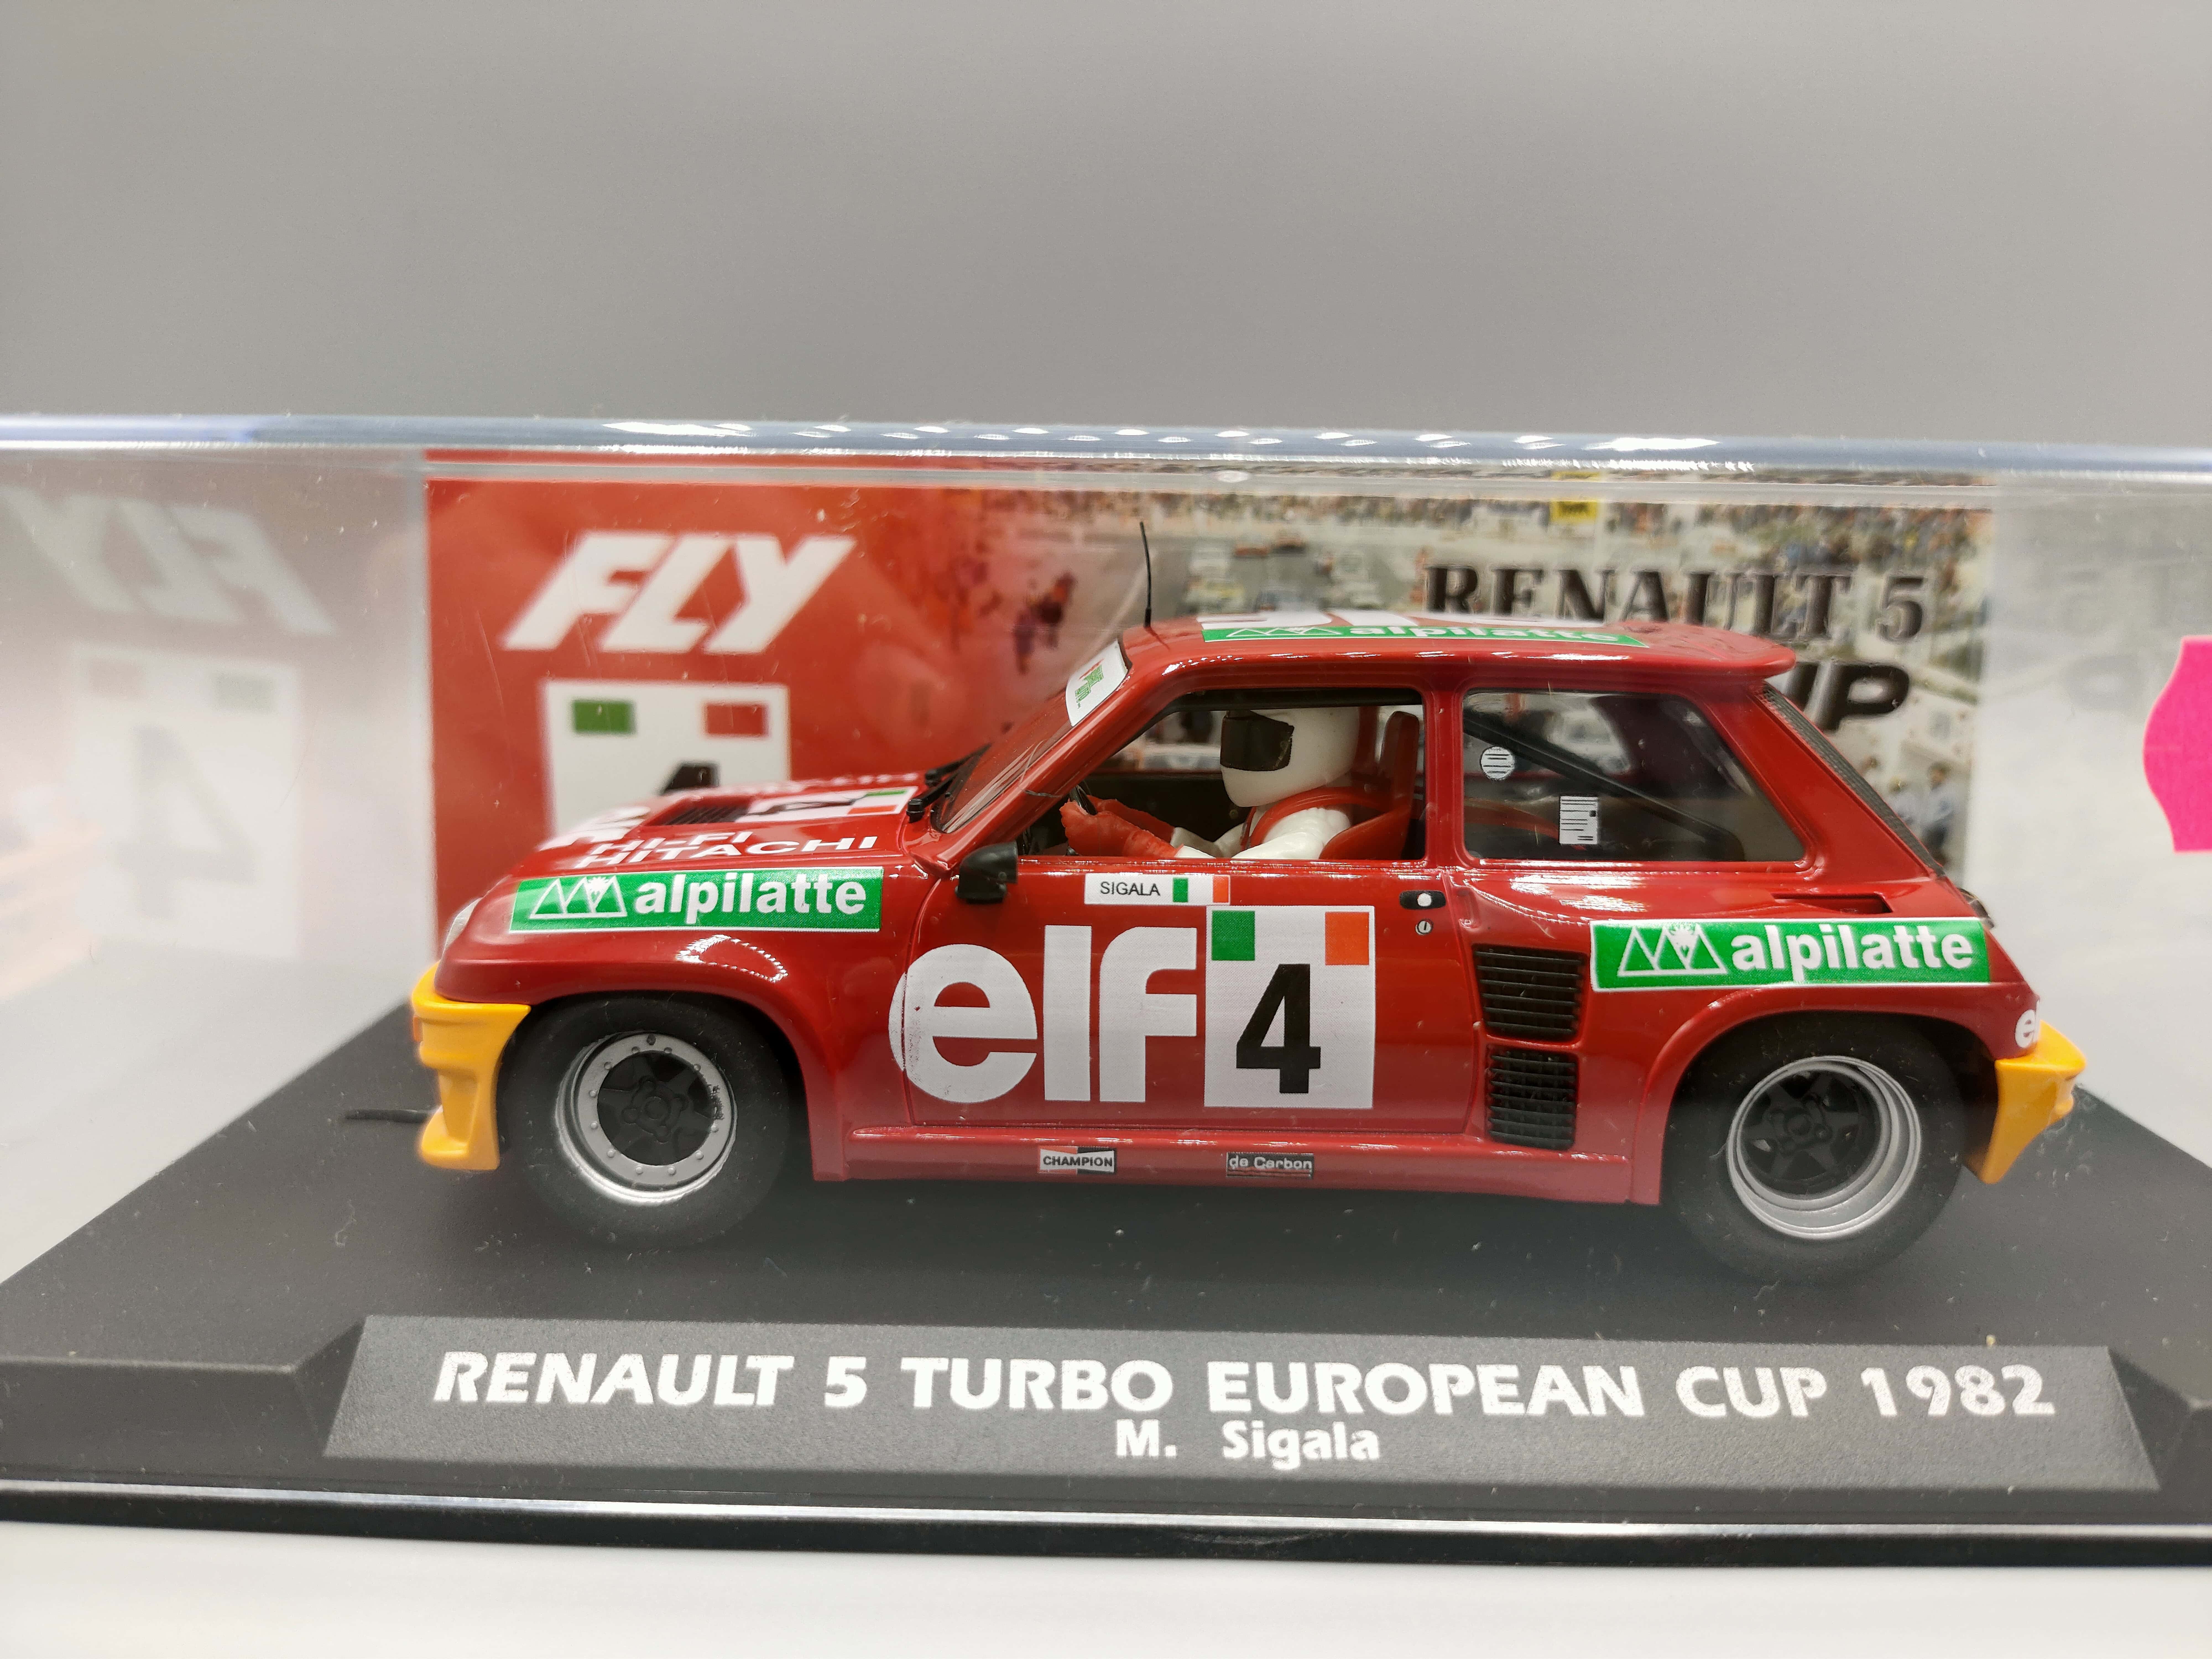 FLY
RENAULT 5
4
alpilatte
HI-FI
HITACHI
alpilatte
SIGALA
elf
4
alpilatte
CHAMPION
de Carbon
RENAULT 5 TURBO EUROPEAN CUP 1982
M. Sigala